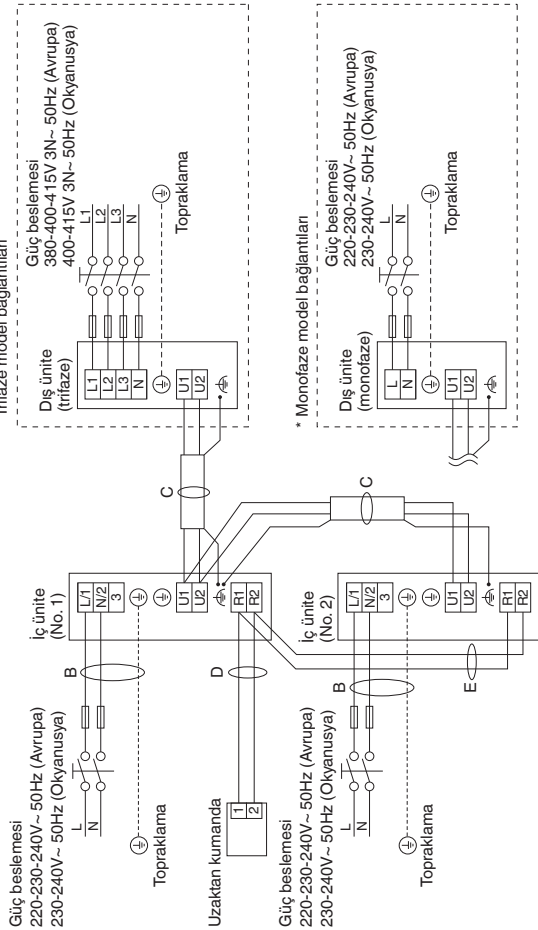 Trifaze model bağlantıları
Güç beslemesi
380-400-415V 3N~ 50Hz (Avrupa)
400-415V 3N~ 50Hz (Okyanusya)
L1
L2
L3
N
Topraklama
Dış ünite
(trifaze)
L1
L2
L3
N
U1
U2
* Monofaze model bağlantıları
Güç beslemesi
220-230-240V~ 50Hz (Avrupa)
230-240V~ 50Hz (Okyanusya)
L
N
Topraklama
Dış ünite
(monofaze)
L
N
U1
U2
C
C
İç ünite
(No. 1)
L/1
N/2
3
U1
U2
R1
R2
İç ünite
(No. 2)
L/1
N/2
3
U1
U2
R1
R2
B
D
B
E
Güç beslemesi
220-230-240V~ 50Hz (Avrupa)
230-240V~ 50Hz (Okyanusya)
L
N
Topraklama
Uzaktan kumanda
1
2
Güç beslemesi
220-230-240V~ 50Hz (Avrupa)
230-240V~ 50Hz (Okyanusya)
L
N
Topraklama